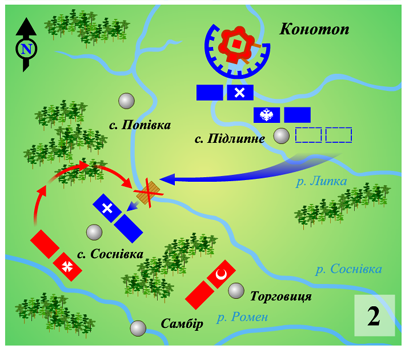 N
Конотоп
с. Попівка
с. Підлипне
р. Липка
с. Соснівка
р. Соснівка
Торговиця
р. Ромен
Самбір
2